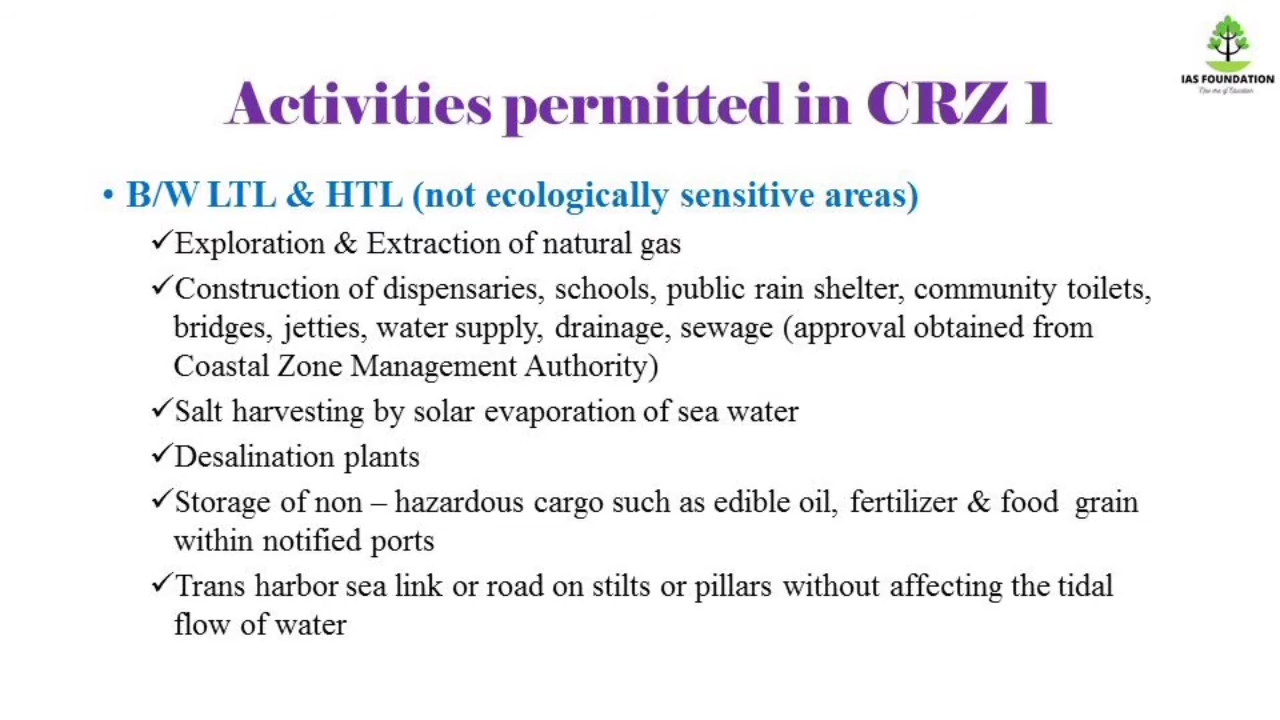 IAS FOUNDATION
Activities permitted in CRZ 1
• B/W LTL & HTL (not ecologically sensitive areas)
✓Exploration & Extraction of natural gas
✓Construction of dispensaries, schools, public rain shelter, community toilets,
bridges, jetties, water supply, drainage, sewage (approval obtained from
Coastal Zone Management Authority)
✓Salt harvesting by solar evaporation of sea water
✓Desalination plants
✓Storage of non – hazardous cargo such as edible oil, fertilizer & food grain
within notified ports
✓Trans harbor sea link or road on stilts or pillars without affecting the tidal
flow of water